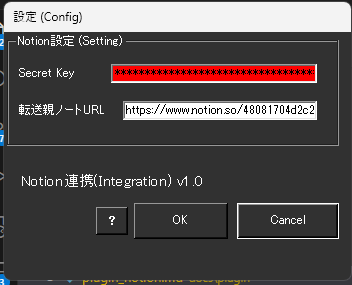 設定 (Config)
Notion設定 (Setting)
Secret Key
********************************
転送親ノートURL
https://www.notion.so/48081704d2c2
Notion連携(Integration) v1.0
?
OK
Cancel